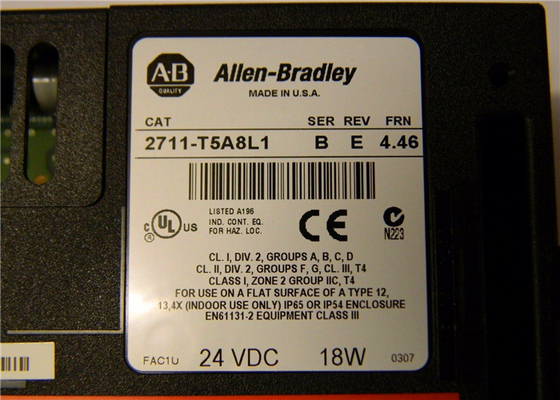 A-B
QUALITY
Allen-Bradley
MADE IN U.S.A.
CAT SER REV FRN
2711-T5A8L1 B E 4.46
C UL US
LISTED A196
IND. CONT. EQ.
FOR HAZ. LOC.
CE
N223
CL. I, DIV. 2, GROUPS A, B, C, D
CL. II, DIV. 2, GROUPS F, G, CL. III, T4
CLASS I, ZONE 2 GROUP IIC, T4
FOR USE ON A FLAT SURFACE OF A TYPE 12,
13,4X (INDOOR USE ONLY) IP65 OR IP54 ENCLOSURE
EN61131-2 EQUIPMENT CLASS III
FAC1U 24 VDC 18W 0307